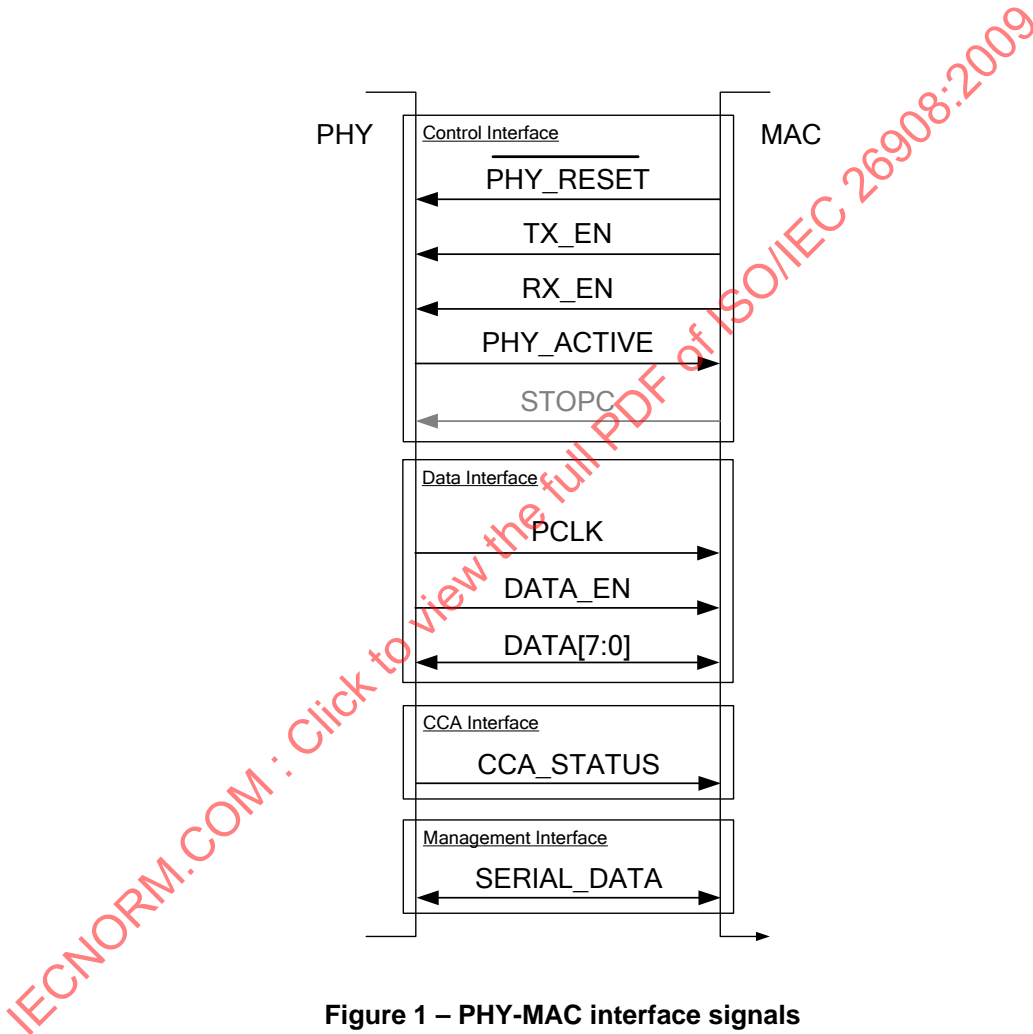 PHY
MAC
Control Interface
PHY_RESET
TX_EN
RX_EN
PHY_ACTIVE
STOPC
Data Interface
PCLK
DATA_EN
DATA[7:0]
CCA Interface
CCA_STATUS
Management Interface
SERIAL_DATA
Figure 1 – PHY-MAC interface signals
IECNORM.COM : Click to view the full PDF of ISO/IEC 26908:2009